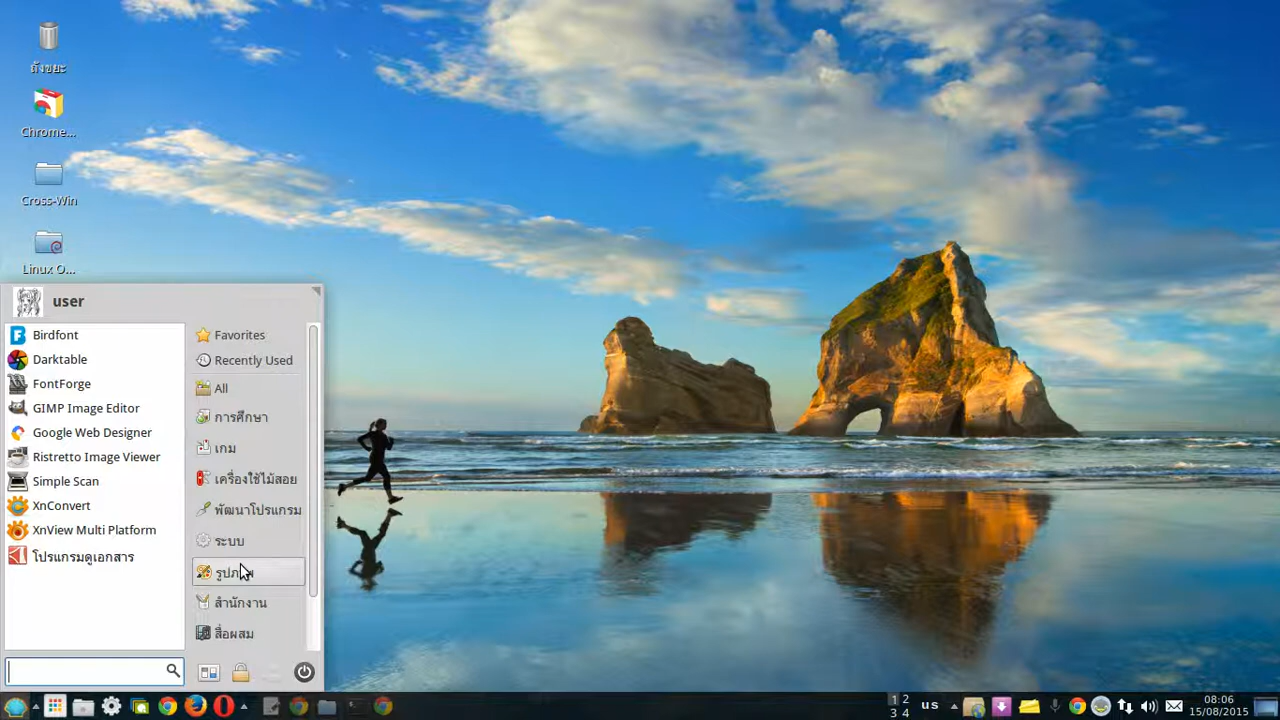 ถังขยะ
Chrome...
Cross-Win
Linux O...
user
Birdfont
Darktable
FontForge
GIMP Image Editor
Google Web Designer
Ristretto Image Viewer
Simple Scan
XnConvert
XnView Multi Platform
โปรแกรมดูเอกสาร
Favorites
Recently Used
All
การศึกษา
เกม
เครื่องใช้ไม้สอย
พัฒนาโปรแกรม
ระบบ
รูปภาพ
สำนักงาน
สื่อผสม
1 2
3 4
us
08:06
15/08/2015